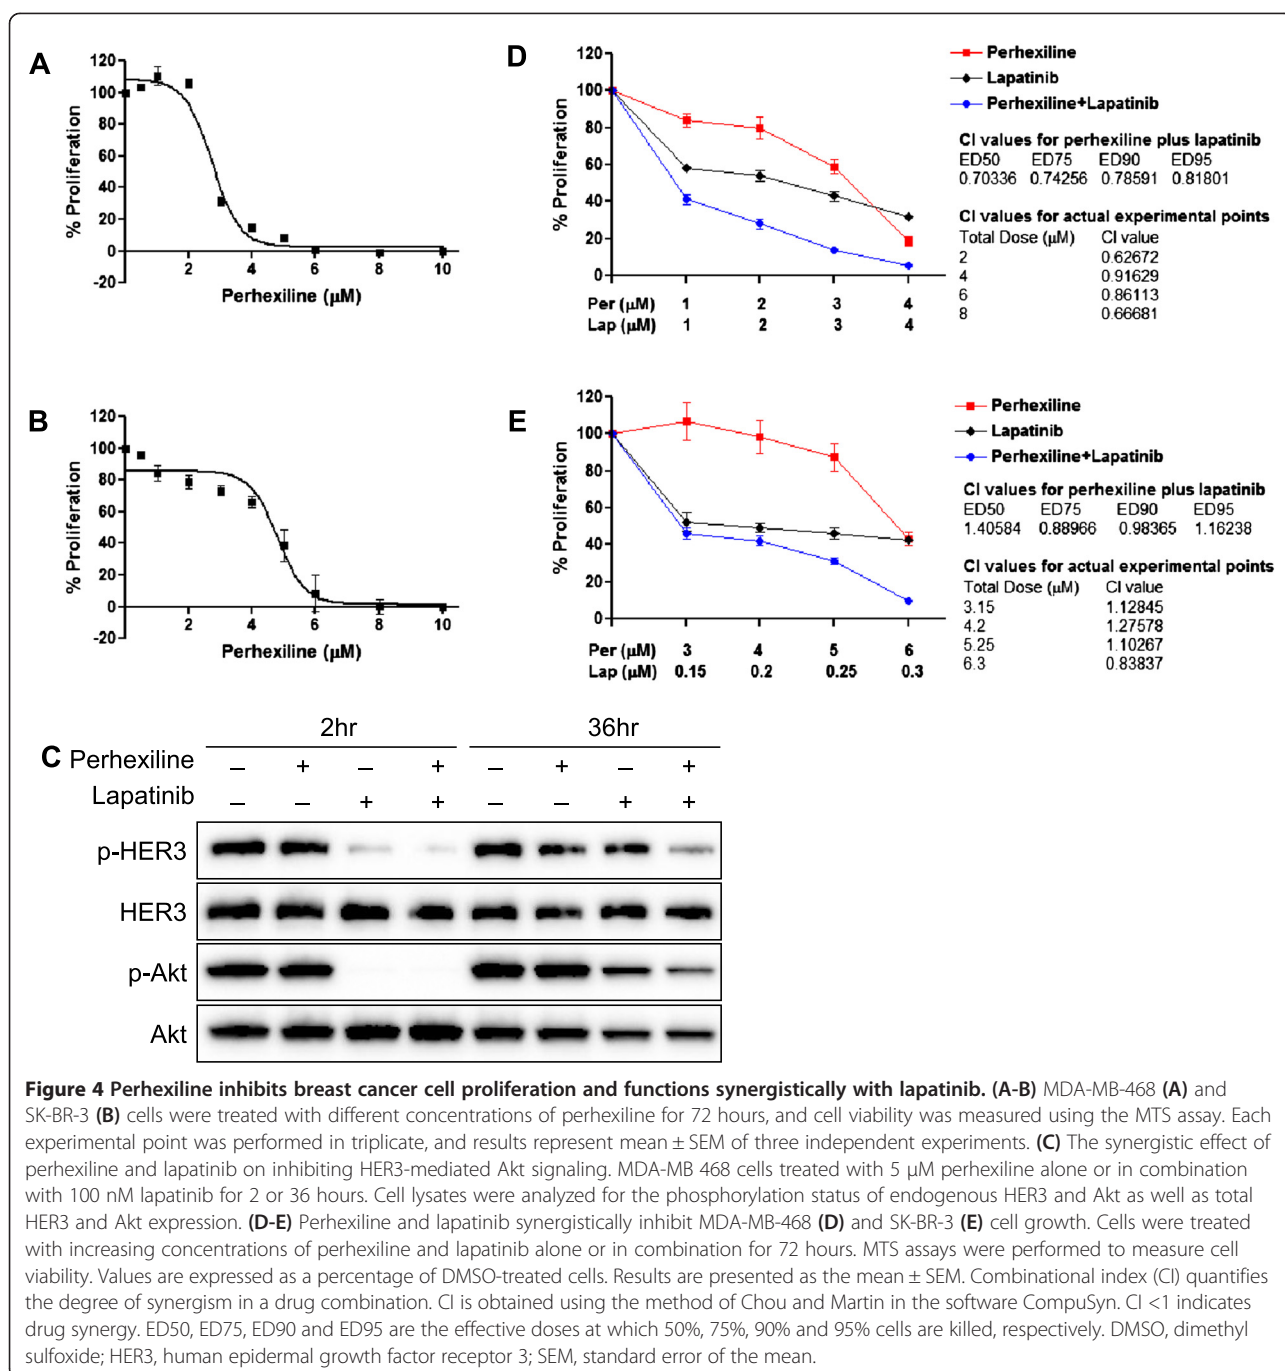 A
120
100
80
60
40
20
0
-20
% Proliferation
2 4 6 8 10
Perhexiline (µM)
D
120
100
80
60
40
20
0
% Proliferation
Per (µM) 1 2 3 4
Lap (µM) 1 2 3 4
Perhexiline
Lapatinib
Perhexiline+Lapatinib
CI values for perhexiline plus lapatinib
ED50 ED75 ED90 ED95
0.70336 0.74256 0.78591 0.81801
CI values for actual experimental points
Total Dose (µM) CI value
2 0.62672
4 0.91629
6 0.86113
8 0.66681
B
120
100
80
60
40
20
0
-20
% Proliferation
2 4 6 8 10
Perhexiline (µM)
E
120
100
80
60
40
20
0
% Proliferation
Per (µM) 3 4 5 6
Lap (µM) 0.15 0.2 0.25 0.3
Perhexiline
Lapatinib
Perhexiline+Lapatinib
CI values for perhexiline plus lapatinib
ED50 ED75 ED90 ED95
1.40584 0.88966 0.98365 1.16238
CI values for actual experimental points
Total Dose (µM) CI value
3.15 1.12845
4.2 1.27578
5.25 1.10267
6.3 0.83837
2hr 36hr
C Perhexiline – + – + – + – +
Lapatinib – – + + – – + +
p-HER3
HER3
p-Akt
Akt
Figure 4 Perhexiline inhibits breast cancer cell proliferation and functions synergistically with lapatinib. (A-B) MDA-MB-468 (A) and
SK-BR-3 (B) cells were treated with different concentrations of perhexiline for 72 hours, and cell viability was measured using the MTS assay. Each
experimental point was performed in triplicate, and results represent mean ± SEM of three independent experiments. (C) The synergistic effect of
perhexiline and lapatinib on inhibiting HER3-mediated Akt signaling. MDA-MB 468 cells treated with 5 µM perhexiline alone or in combination
with 100 nM lapatinib for 2 or 36 hours. Cell lysates were analyzed for the phosphorylation status of endogenous HER3 and Akt as well as total
HER3 and Akt expression. (D-E) Perhexiline and lapatinib synergistically inhibit MDA-MB-468 (D) and SK-BR-3 (E) cell growth. Cells were treated
with increasing concentrations of perhexiline and lapatinib alone or in combination for 72 hours. MTS assays were performed to measure cell
viability. Values are expressed as a percentage of DMSO-treated cells. Results are presented as the mean ± SEM. Combinational index (CI) quantifies
the degree of synergism in a drug combination. CI is obtained using the method of Chou and Martin in the software CompuSyn. CI <1 indicates
drug synergy. ED50, ED75, ED90 and ED95 are the effective doses at which 50%, 75%, 90% and 95% cells are killed, respectively. DMSO, dimethyl
sulfoxide; HER3, human epidermal growth factor receptor 3; SEM, standard error of the mean.